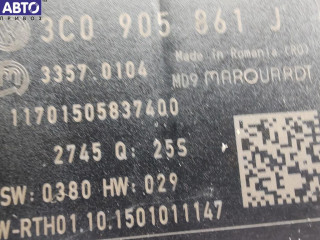 АВТО
ПРИВОЗ
3C0 905 861 J
Made in Romania (RO)
3357.0104
MD9 MARQUARDT
11701505837400
2745 Q: 25S
SW: 0380 HW: 029
W-RTH01.10.1501011147